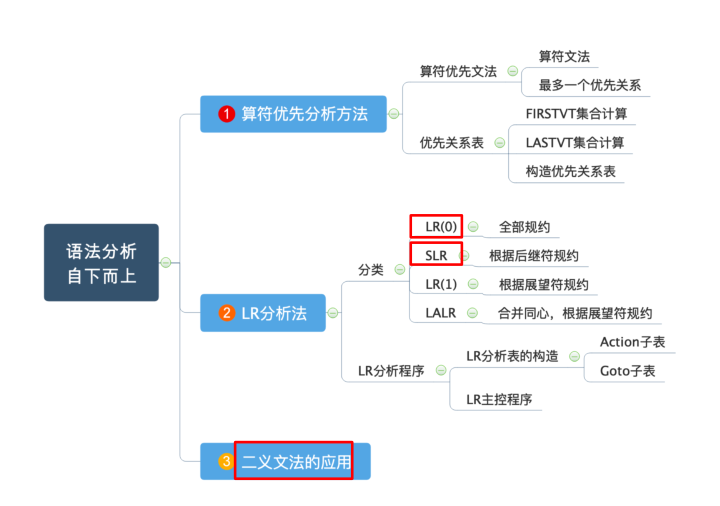 语法分析
自下而上
1 算符优先分析方法
算符优先文法
算符文法
最多一个优先关系
优先关系表
FIRSTVT集合计算
LASTVT集合计算
构造优先关系表
2 LR分析法
分类
LR(0)
全部规约
SLR
根据后继符规约
LR(1)
根据展望符规约
LALR
合并同心，根据展望符规约
LR分析程序
LR分析表的构造
Action子表
Goto子表
LR主控程序
3 二义文法的应用